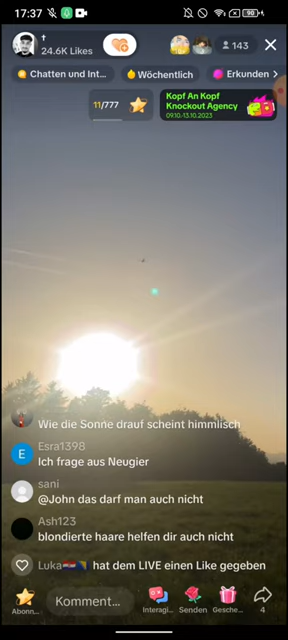 17:37
†
24.6K Likes
143
Chatten und Int...
Wöchentlich
Erkunden
11/777
Kopf An Kopf
Knockout Agency
09.10-13.10.2023
Wie die Sonne drauf scheint himmlisch
Esra1398
E
Ich frage aus Neugier
sani
@John das darf man auch nicht
Ash123
blondierte haare helfen dir auch nicht
Luka🇭🇷🇧🇦 hat dem LIVE einen Like gegeben
Komment...
Abonn...
Interagi...
Senden
Gesche...
4